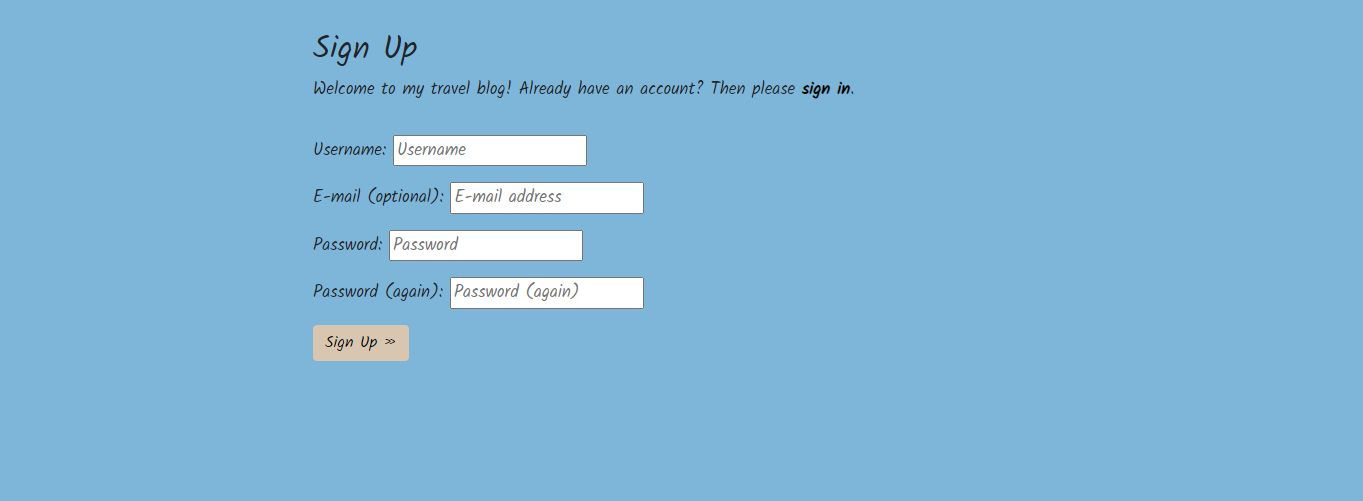 Sign Up
Welcome to my travel blog! Already have an account? Then please sign in.
Username: Username
E-mail (optional): E-mail address
Password: Password
Password (again): Password (again)
Sign Up »